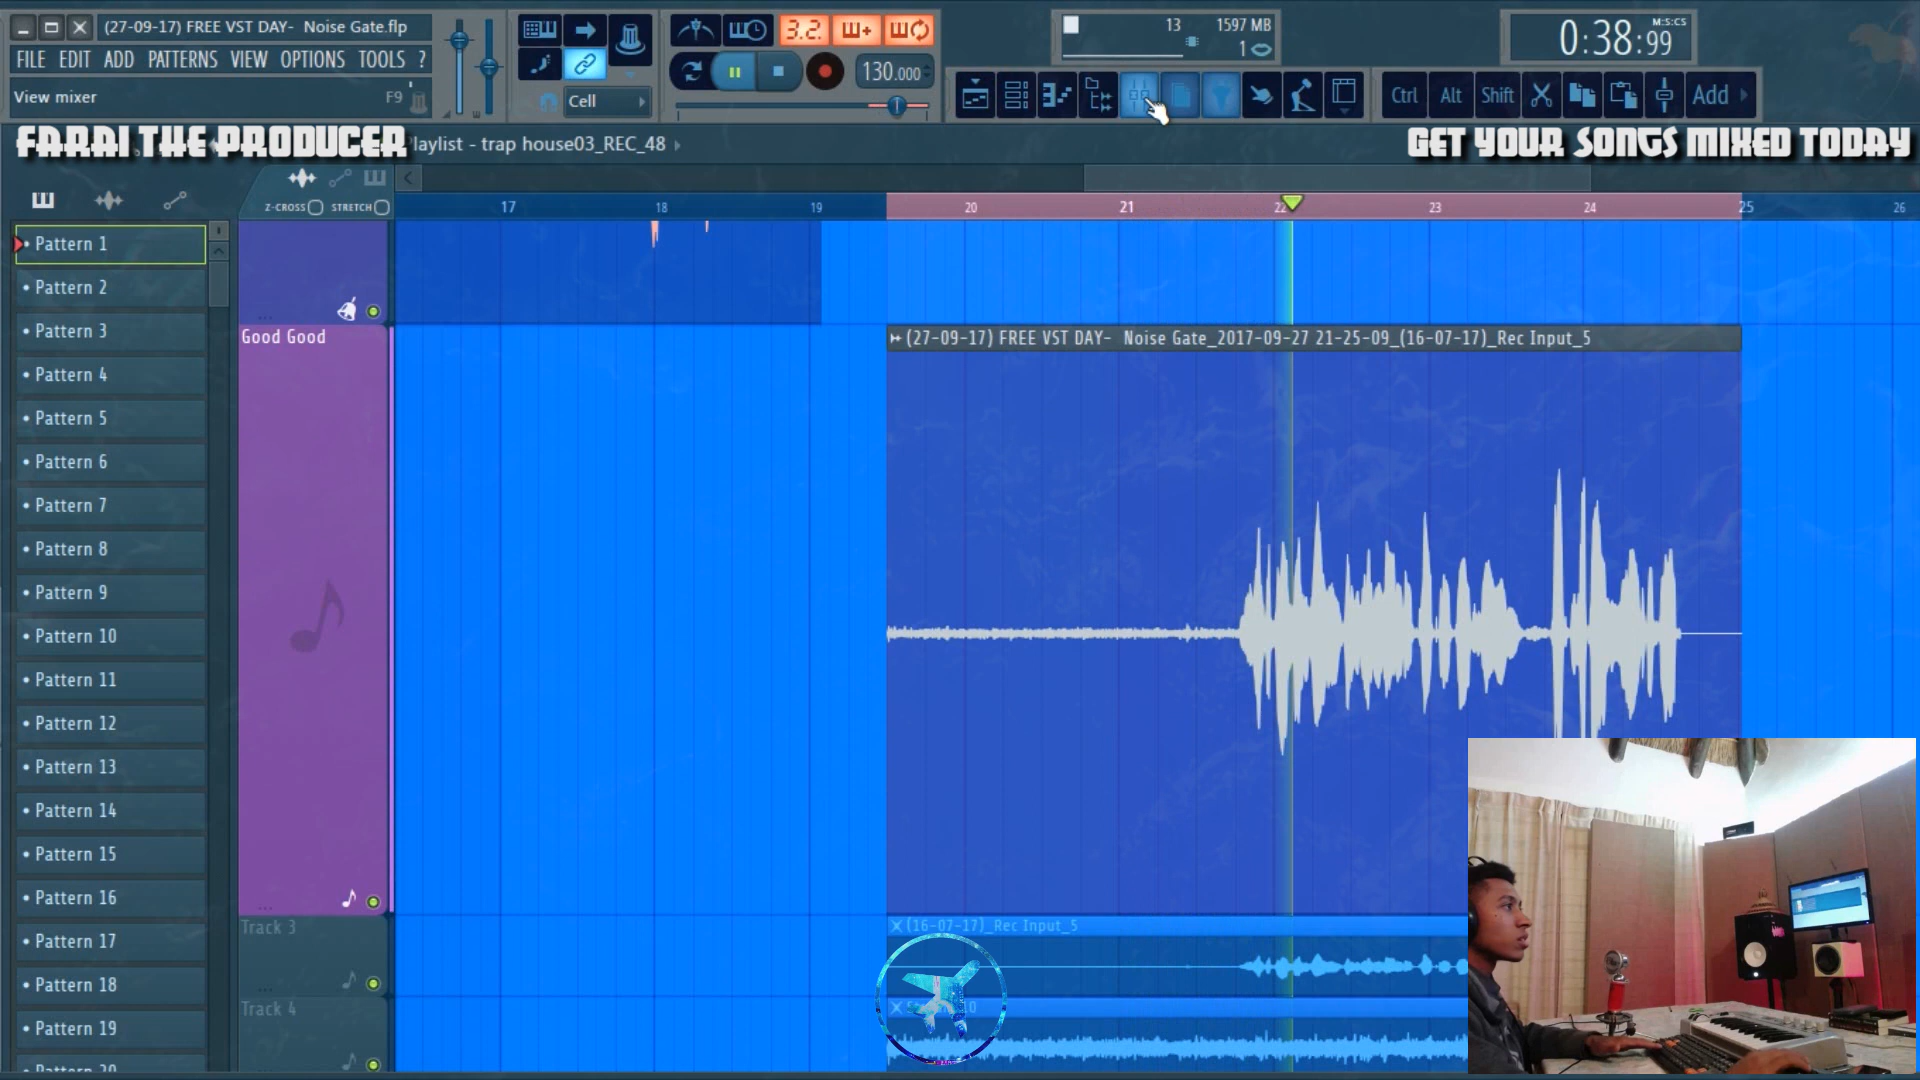 (27-09-17) FREE VST DAY-  Noise Gate.flp
FILE EDIT ADD PATTERNS VIEW OPTIONS TOOLS ?
View mixer F9
3.2.
130.000
Cell
13 1597 MB
1
0:38:99 M:S:CS
Ctrl Alt Shift Add
FARAI THE PRODUCER
laylist - trap house03_REC_48
GET YOUR SONGS MIXED TODAY
Z-CROSS STRETCH
17 18 19 20 21 22 23 24 25 26
Pattern 1
Pattern 2
Pattern 3
Pattern 4
Pattern 5
Pattern 6
Pattern 7
Pattern 8
Pattern 9
Pattern 10
Pattern 11
Pattern 12
Pattern 13
Pattern 14
Pattern 15
Pattern 16
Pattern 17
Pattern 18
Pattern 19
Pattern 20
Good Good
(27-09-17) FREE VST DAY-  Noise Gate_2017-09-27 21-25-09_(16-07-17)_Rec Input_5
Track 3
(16-07-17)_Rec Input_5
Track 4